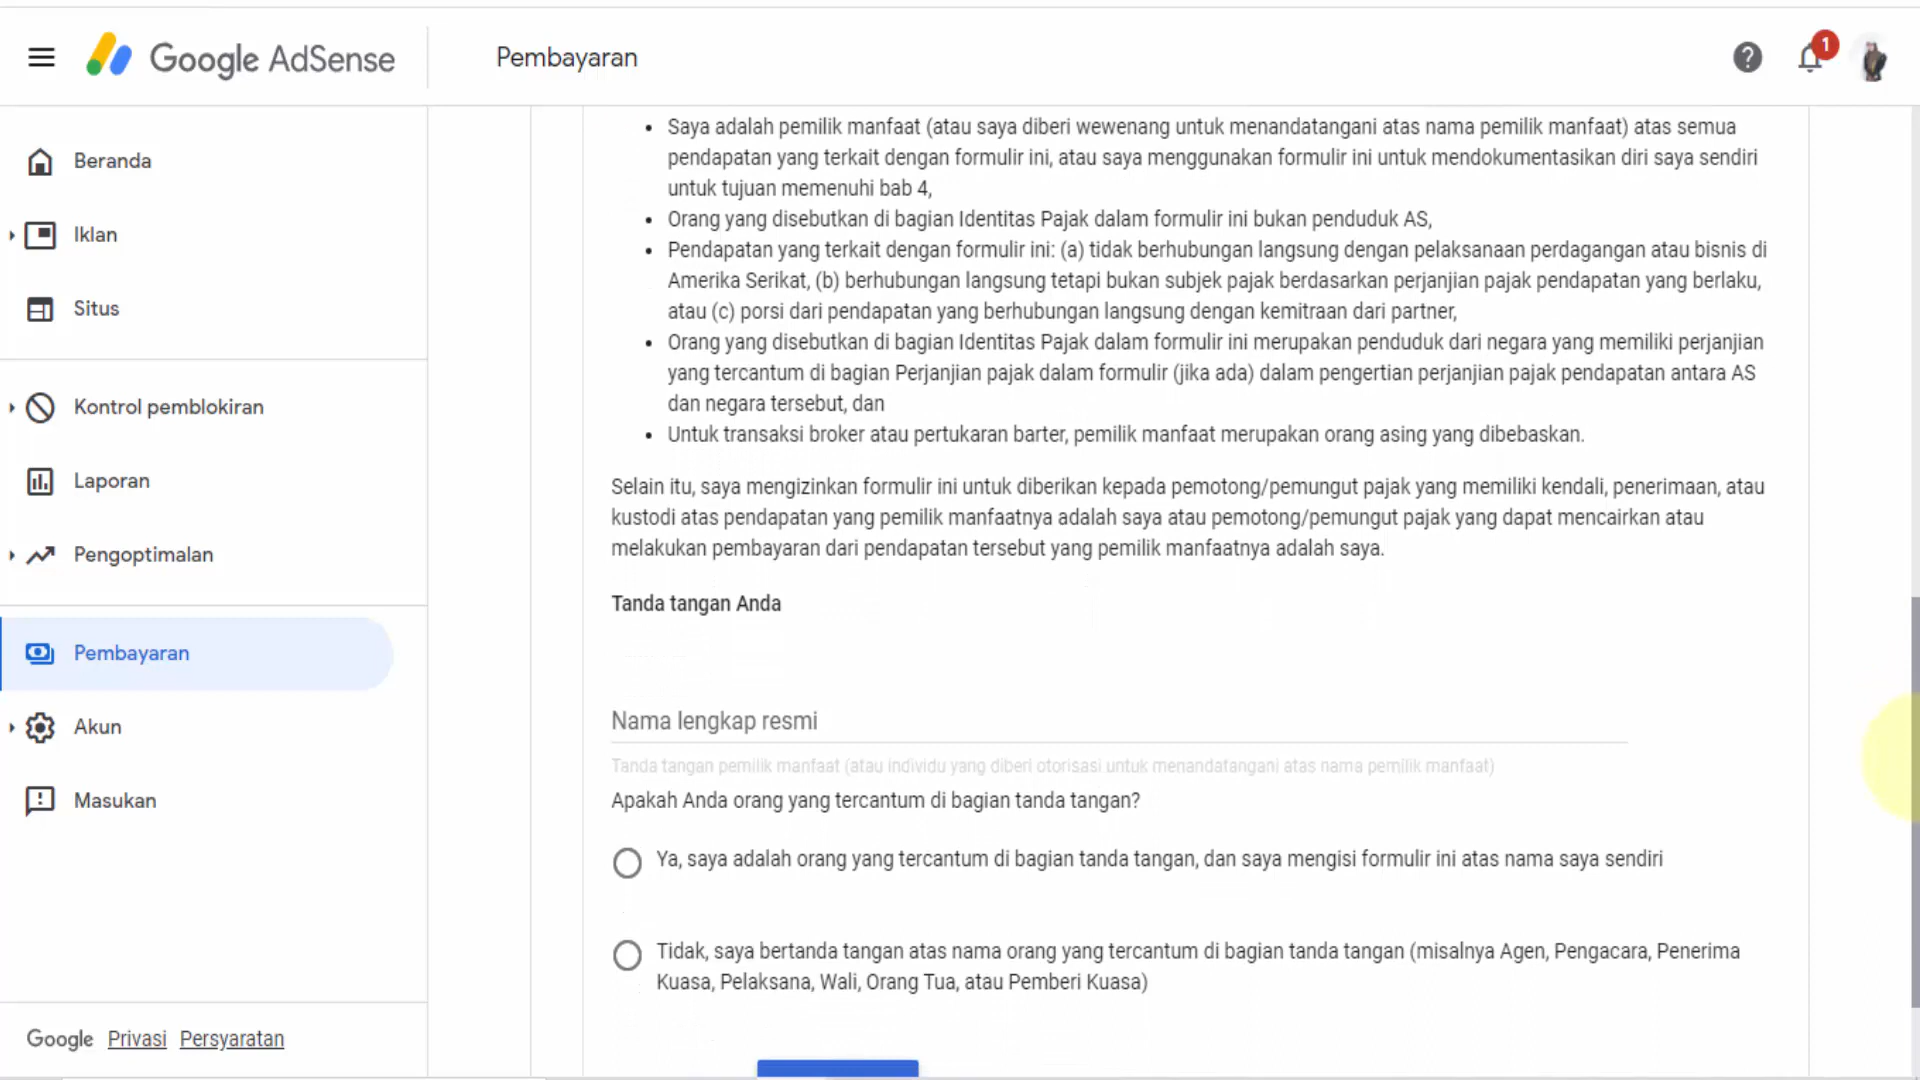 Google AdSense
Pembayaran
1
Beranda
Iklan
Situs
Kontrol pemblokiran
Laporan
Pengoptimalan
Pembayaran
Akun
Masukan
Google Privasi Persyaratan
• Saya adalah pemilik manfaat (atau saya diberi wewenang untuk menandatangani atas nama pemilik manfaat) atas semua
pendapatan yang terkait dengan formulir ini, atau saya menggunakan formulir ini untuk mendokumentasikan diri saya sendiri
untuk tujuan memenuhi bab 4,
• Orang yang disebutkan di bagian Identitas Pajak dalam formulir ini bukan penduduk AS,
• Pendapatan yang terkait dengan formulir ini: (a) tidak berhubungan langsung dengan pelaksanaan perdagangan atau bisnis di
Amerika Serikat, (b) berhubungan langsung tetapi bukan subjek pajak berdasarkan perjanjian pajak pendapatan yang berlaku,
atau (c) porsi dari pendapatan yang berhubungan langsung dengan kemitraan dari partner,
• Orang yang disebutkan di bagian Identitas Pajak dalam formulir ini merupakan penduduk dari negara yang memiliki perjanjian
yang tercantum di bagian Perjanjian pajak dalam formulir (jika ada) dalam pengertian perjanjian pajak pendapatan antara AS
dan negara tersebut, dan
• Untuk transaksi broker atau pertukaran barter, pemilik manfaat merupakan orang asing yang dibebaskan.
Selain itu, saya mengizinkan formulir ini untuk diberikan kepada pemotong/pemungut pajak yang memiliki kendali, penerimaan, atau
kustodi atas pendapatan yang pemilik manfaatnya adalah saya atau pemotong/pemungut pajak yang dapat mencairkan atau
melakukan pembayaran dari pendapatan tersebut yang pemilik manfaatnya adalah saya.
Tanda tangan Anda
Nama lengkap resmi
Tanda tangan pemilik manfaat (atau individu yang diberi otorisasi untuk menandatangani atas nama pemilik manfaat)
Apakah Anda orang yang tercantum di bagian tanda tangan?
Ya, saya adalah orang yang tercantum di bagian tanda tangan, dan saya mengisi formulir ini atas nama saya sendiri
Tidak, saya bertanda tangan atas nama orang yang tercantum di bagian tanda tangan (misalnya Agen, Pengacara, Penerima
Kuasa, Pelaksana, Wali, Orang Tua, atau Pemberi Kuasa)